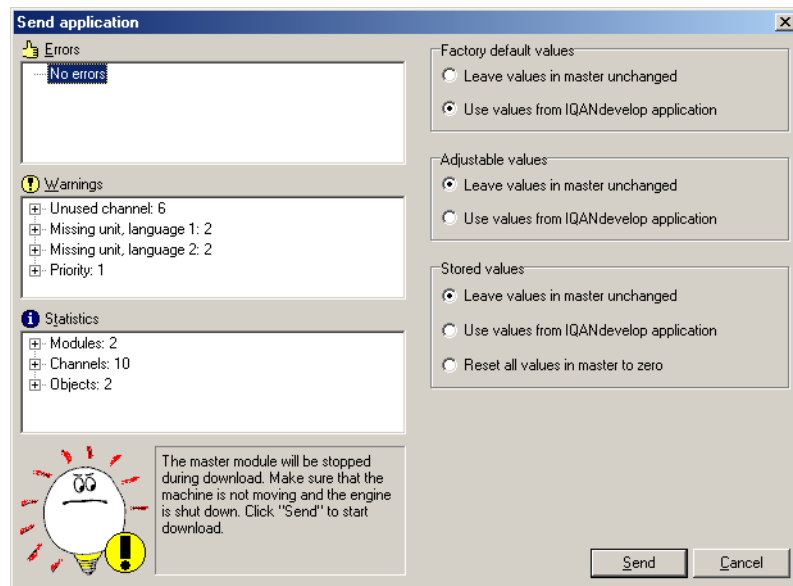 Send application
Errors
No errors
Warnings
Unused channel: 6
Missing unit, language 1: 2
Missing unit, language 2: 2
Priority: 1
Statistics
Modules: 2
Channels: 10
Objects: 2
The master module will be stopped
during download. Make sure that the
machine is not moving and the engine
is shut down. Click "Send" to start
download.
Factory default values
Leave values in master unchanged
Use values from IQANdevelop application
Adjustable values
Leave values in master unchanged
Use values from IQANdevelop application
Stored values
Leave values in master unchanged
Use values from IQANdevelop application
Reset all values in master to zero
Send
Cancel